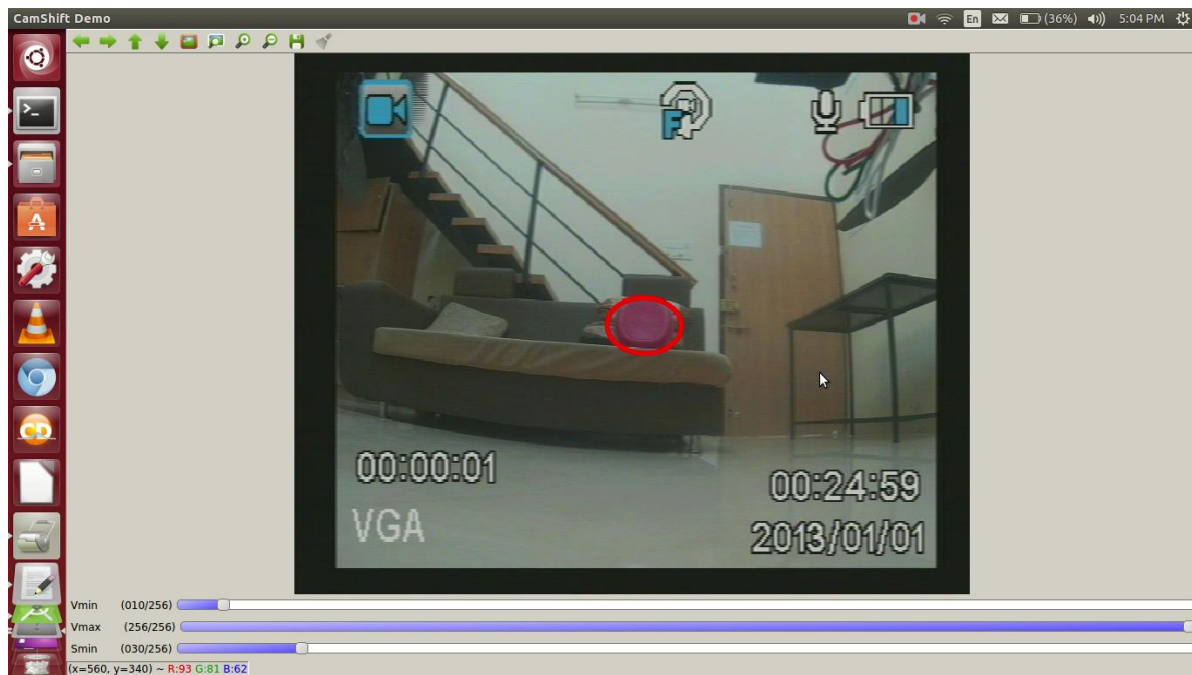 CamShift Demo
En (36%) 5:04 PM
F
00:00:01
00:24:59
VGA
2013/01/01
Vmin (010/256)
Vmax (256/256)
Smin (030/256)
(x=560, y=340) ~ R:93 G:81 B:62